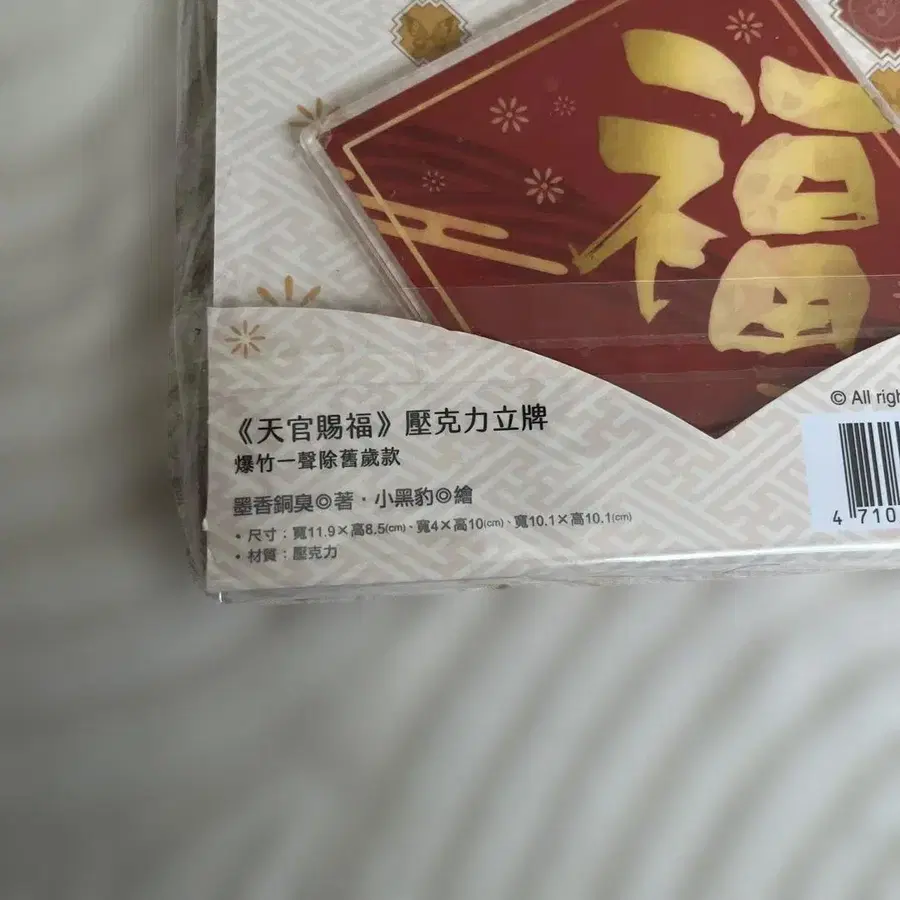 福
《天官賜福》壓克力立牌
爆竹一聲除舊歲款
墨香銅臭◎著・小黑豹◎繪
• 尺寸：寬11.9×高8.5(cm)、寬4×高10(cm)、寬10.1×高10.1(cm)
• 材質：壓克力
© All righ
4 710